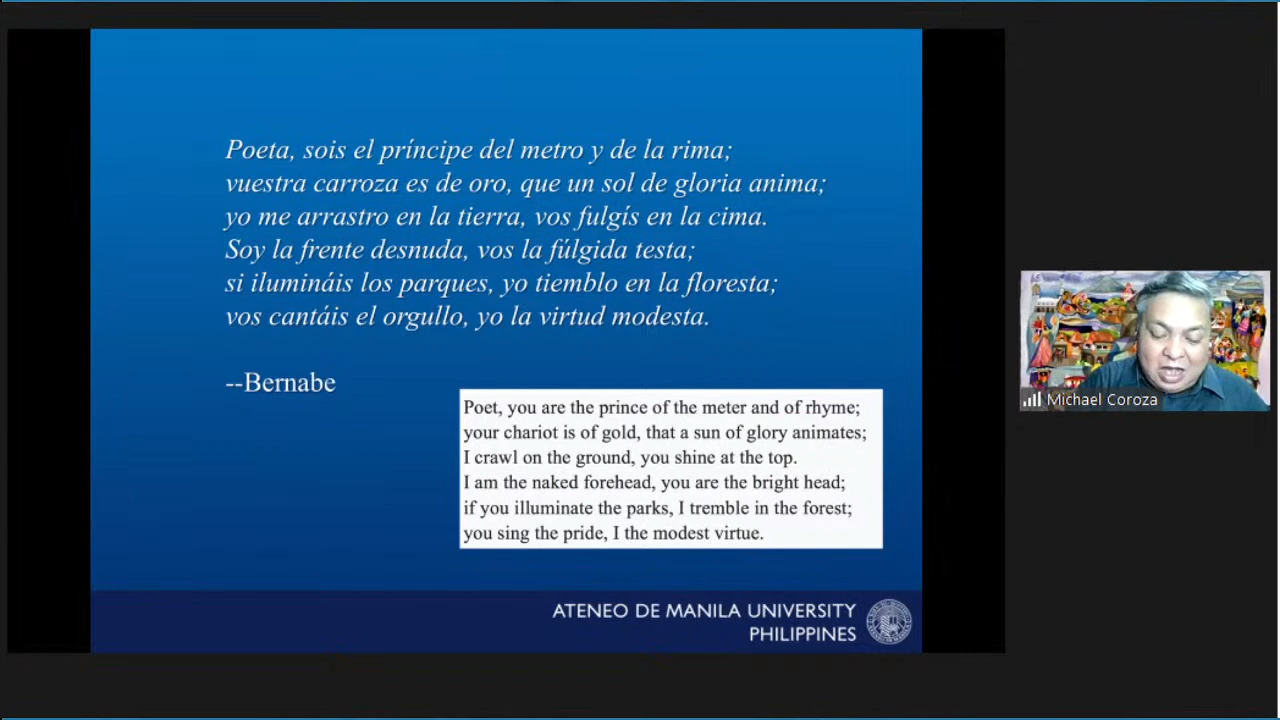 Poeta, sois el príncipe del metro y de la rima;
vuestra carroza es de oro, que un sol de gloria anima;
yo me arrastro en la tierra, vos fulgís en la cima.
Soy la frente desnuda, vos la fúlgida testa;
si ilumináis los parques, yo tiemblo en la floresta;
vos cantáis el orgullo, yo la virtud modesta.
--Bernabe
Poet, you are the prince of the meter and of rhyme;
your chariot is of gold, that a sun of glory animates;
I crawl on the ground, you shine at the top.
I am the naked forehead, you are the bright head;
if you illuminate the parks, I tremble in the forest;
you sing the pride, I the modest virtue.
ATENEO DE MANILA UNIVERSITY
PHILIPPINES
Michael Coroza